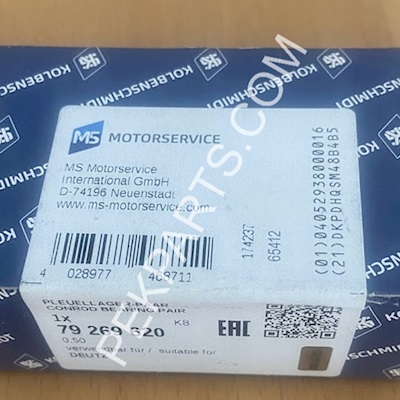 KOLBENSCHMIDT
KOLBENSCHMIDT
KOLBENSCHMIDT
MS MOTORSERVICE
MS Motorservice
International GmbH
D-74196 Neuenstadt
www.ms-motorservice.com
174237
65412
(01)04052938000016
(21)DKPDHQSM48B4B5
4 028977 468711
PLEUELLAGER-PAAR
CONROD BEARING PAIR
1X
K8
79 269 620
0,50
verwendbar für / suitable for
DEUTZ
EAC
PEKPARTS.COM